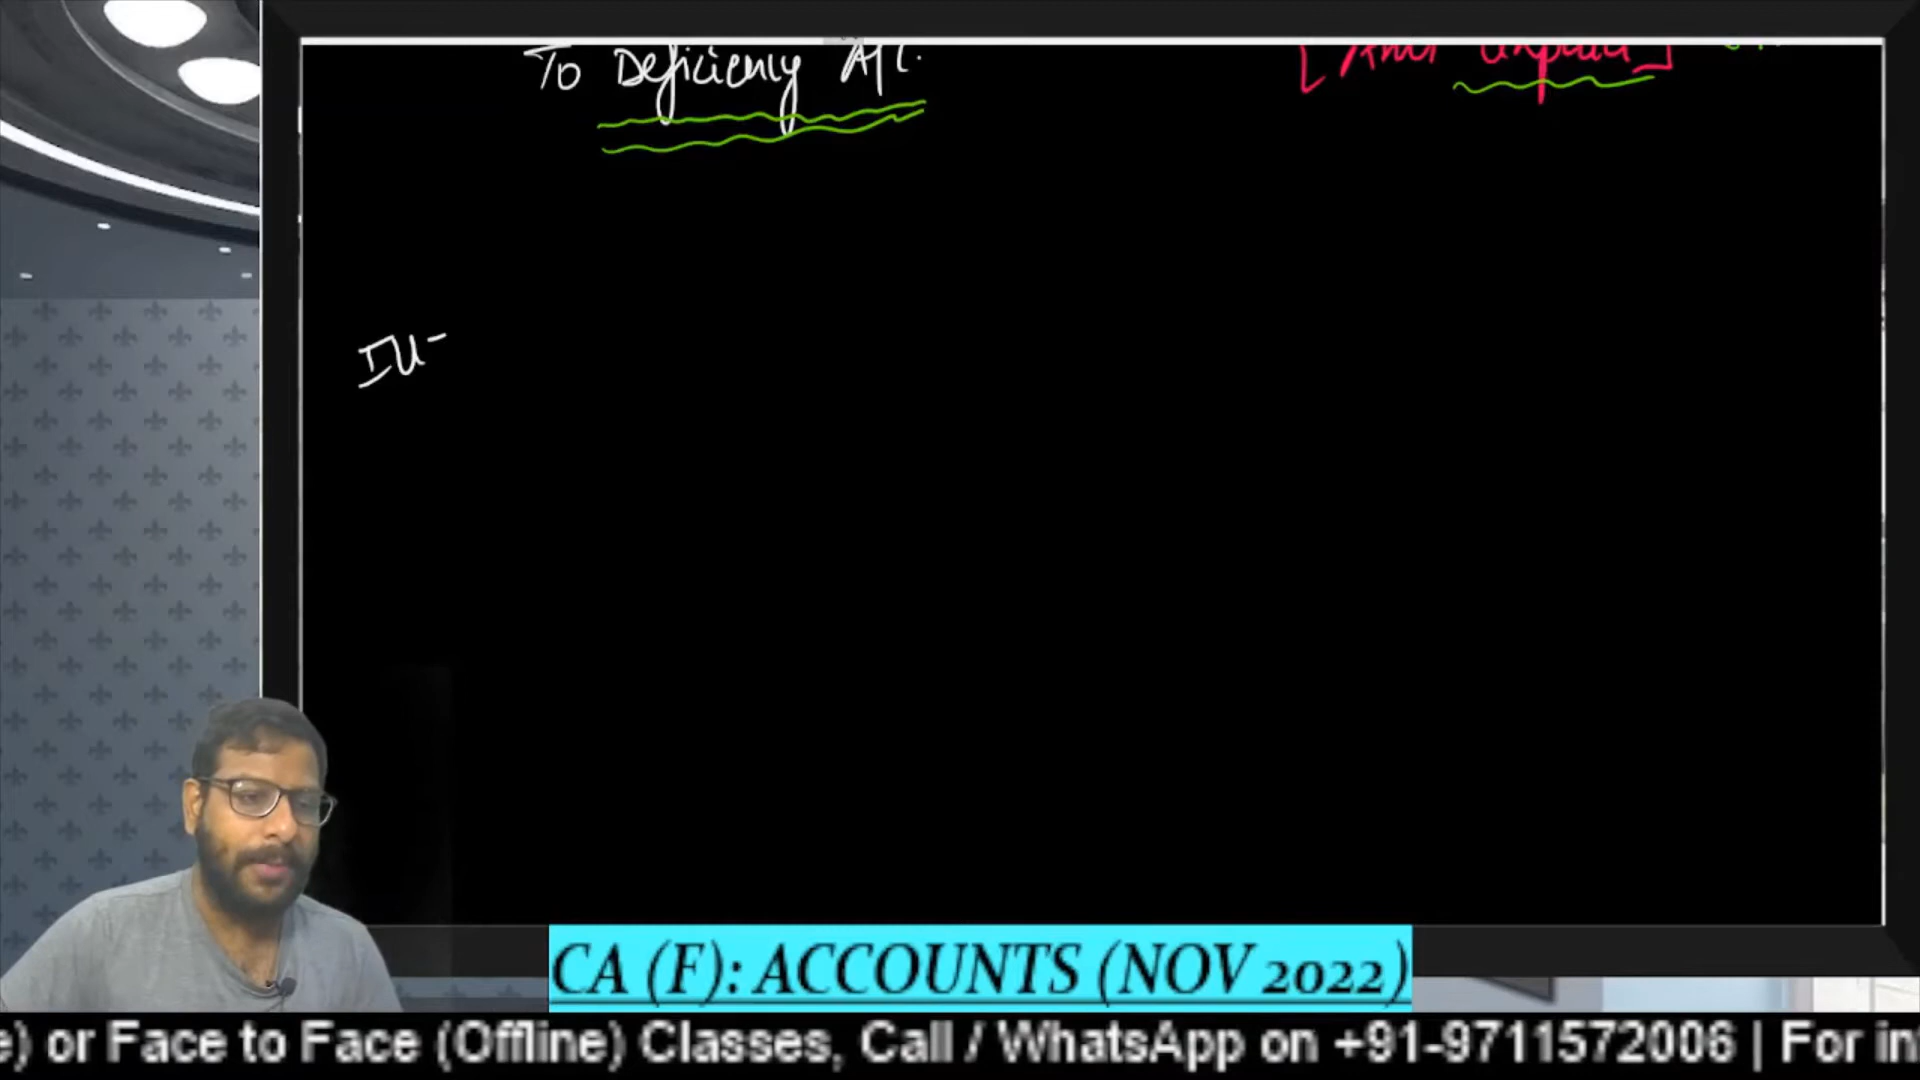 To Deficiency A/c.
Illt-
CA (F): ACCOUNTS (NOV 2022)
e) or Face to Face (Offline) Classes, Call / WhatsApp on +91-9711572006 | For in